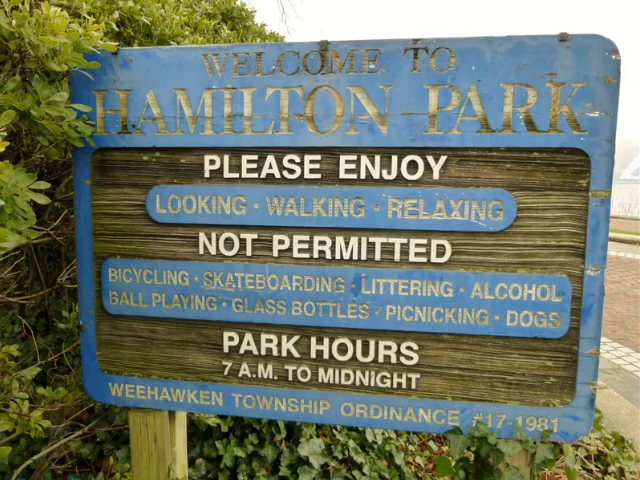 WELCOME TO
HAMILTON PARK
PLEASE ENJOY
LOOKING · WALKING · RELAXING
NOT PERMITTED
BICYCLING · SKATEBOARDING · LITTERING · ALCOHOL
BALL PLAYING · GLASS BOTTLES · PICNICKING · DOGS
PARK HOURS
7 A.M. TO MIDNIGHT
WEEHAWKEN TOWNSHIP ORDINANCE #17-1981